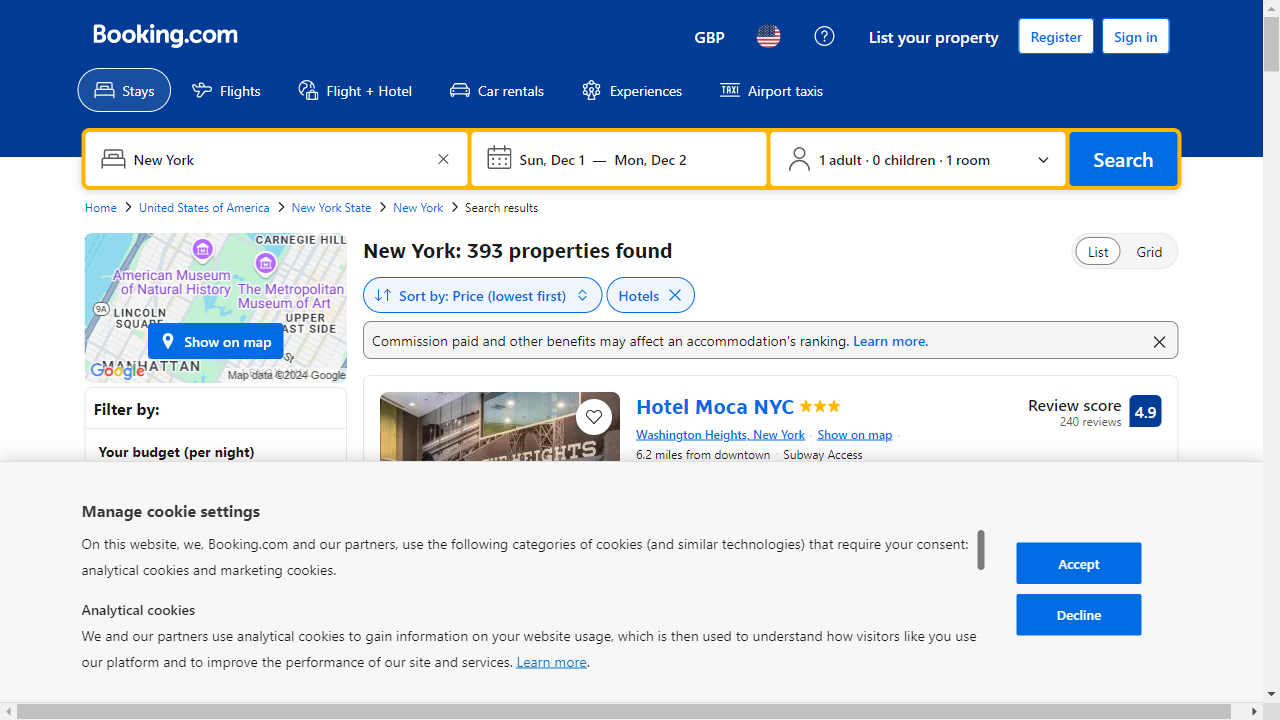 Booking.com
GBP
List your property
Register
Sign in
Stays
Flights
Flight + Hotel
Car rentals
Experiences
Airport taxis
New York
Sun, Dec 1 — Mon, Dec 2
1 adult · 0 children · 1 room
Search
Home > United States of America > New York State > New York > Search results
CARNEGIE HILL
American Museum
of Natural History
The Metropolitan
Museum of Art
9A
LINCOLN
SQUARE
UPPER
EAST SIDE
Show on map
MANHATTAN
Google
Map data ©2024 Google
Filter by:
Your budget (per night)
New York: 393 properties found
List
Grid
Sort by: Price (lowest first)
Hotels
Commission paid and other benefits may affect an accommodation's ranking. Learn more.
HEIGHTS
Hotel Moca NYC
Review score
240 reviews
4.9
Washington Heights, New York
Show on map
6.2 miles from downtown
Subway Access
Manage cookie settings
On this website, we, Booking.com and our partners, use the following categories of cookies (and similar technologies) that require your consent:
analytical cookies and marketing cookies.
Analytical cookies
We and our partners use analytical cookies to gain information on your website usage, which is then used to understand how visitors like you use
our platform and to improve the performance of our site and services. Learn more.
Accept
Decline